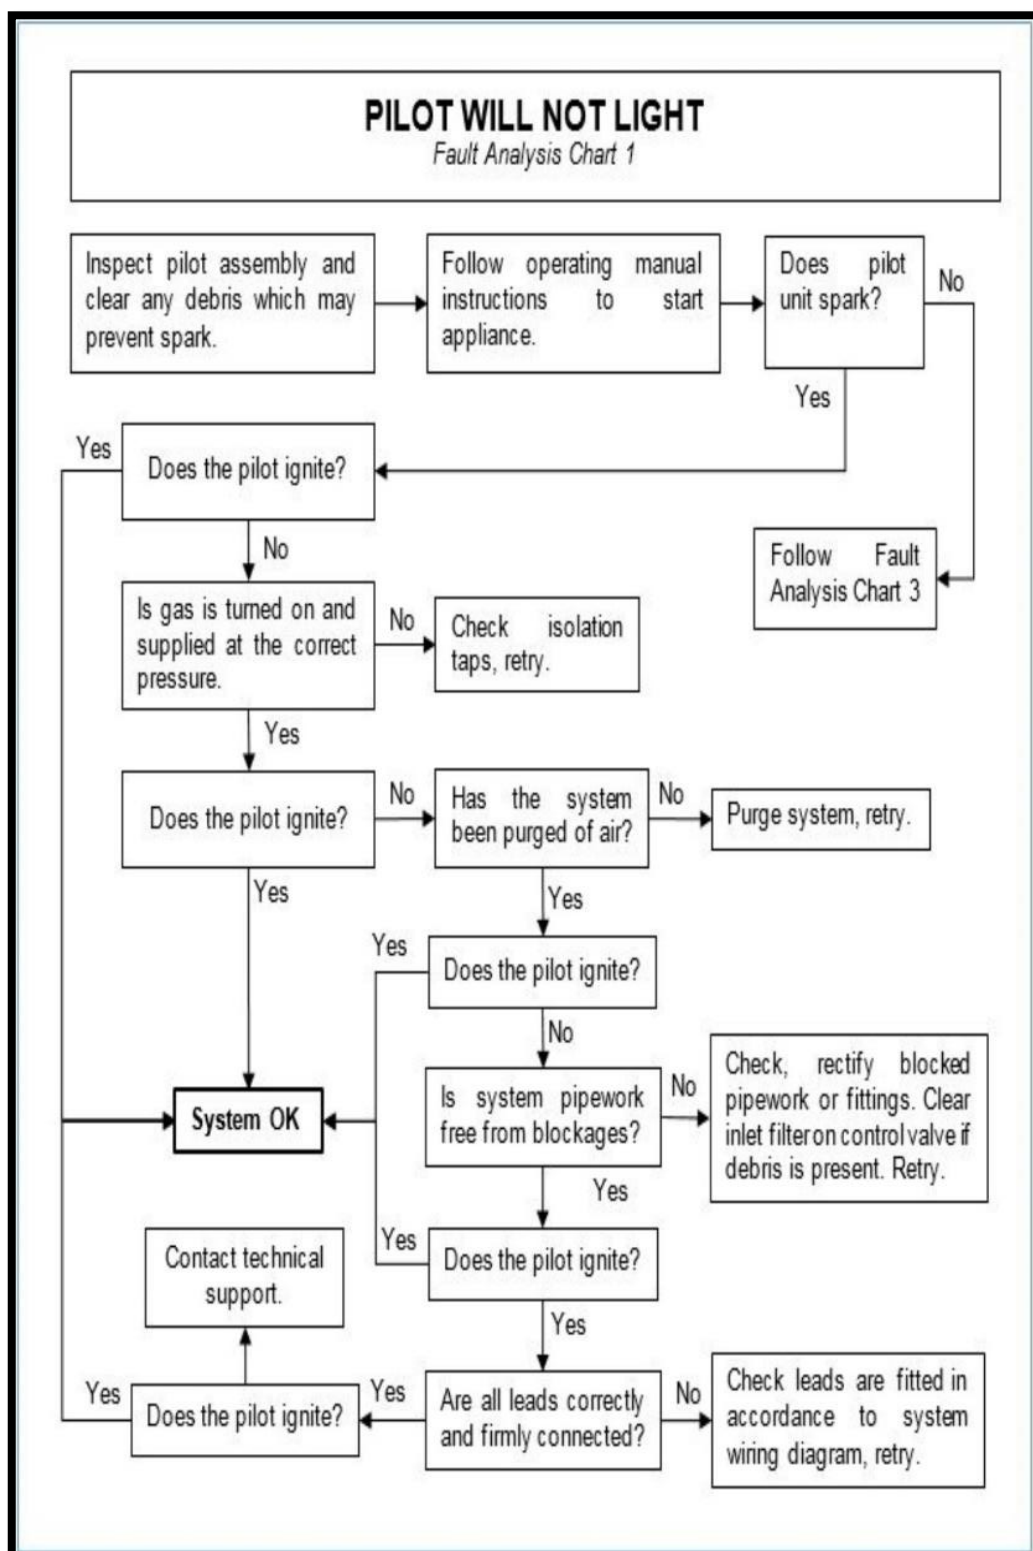 PILOT WILL NOT LIGHT
Fault Analysis Chart 1
Inspect pilot assembly and
clear any debris which may
prevent spark.
Follow operating manual
instructions to start
appliance.
Does pilot
unit spark?
No
Yes
Yes
Does the pilot ignite?
No
Follow Fault
Analysis Chart 3
Is gas is turned on and
supplied at the correct
pressure.
No
Check isolation
taps, retry.
Yes
Does the pilot ignite?
No
Has the system
been purged of air?
No
Purge system, retry.
Yes
Yes
Yes
Does the pilot ignite?
No
System OK
Is system pipework
free from blockages?
No
Check, rectify blocked
pipework or fittings. Clear
inlet filter on control valve if
debris is present. Retry.
Yes
Yes
Does the pilot ignite?
Contact technical
support.
Yes
Yes
Does the pilot ignite?
Yes
Are all leads correctly
and firmly connected?
No
Check leads are fitted in
accordance to system
wiring diagram, retry.